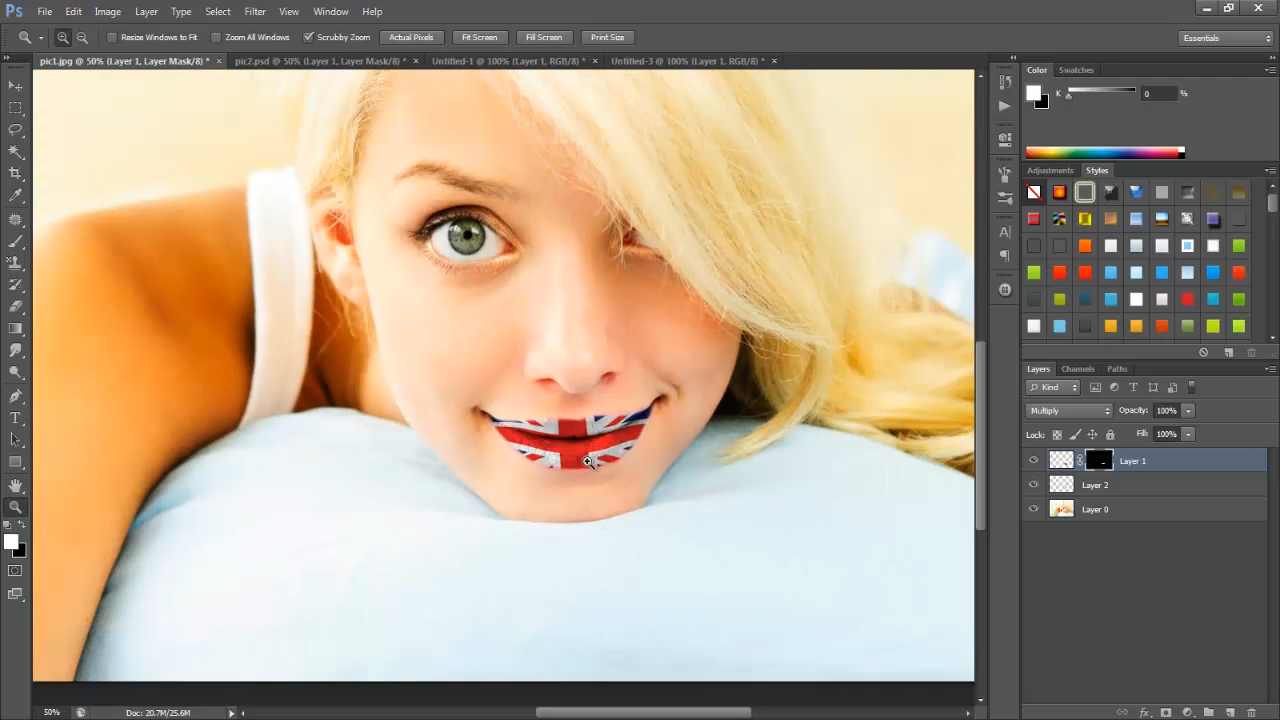 Ps File Edit Image Layer Type Select Filter View Window Help
Resize Windows to Fit Zoom All Windows Scrubby Zoom Actual Pixels Fit Screen Fill Screen Print Size Essentials
pic1.jpg @ 50% (Layer 1, Layer Mask/8) * × pic2.psd @ 50% (Layer 1, Layer Mask/8) * × Untitled-1 @ 100% (Layer 1, RGB/8) * × Untitled-3 @ 100% (Layer 1, RGB/8) * ×
Color Swatches
K 0 %
Adjustments Styles
Layers Channels Paths
Kind
Multiply Opacity: 100%
Lock: Fill: 100%
Layer 1
Layer 2
Layer 0
50% Doc: 20.7M/25.6M